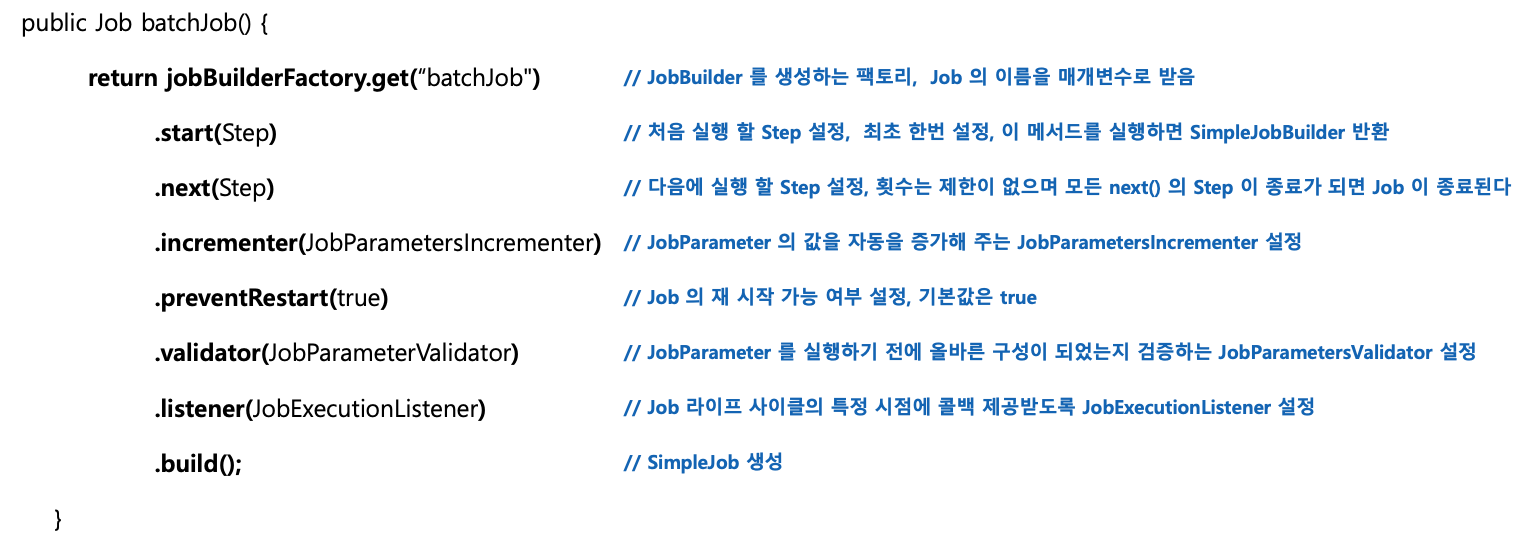 public Job batchJob() {
return jobBuilderFactory.get(“batchJob") // JobBuilder 를 생성하는 팩토리, Job 의 이름을 매개변수로 받음
.start(Step) // 처음 실행 할 Step 설정, 최초 한번 설정, 이 메서드를 실행하면 SimpleJobBuilder 반환
.next(Step) // 다음에 실행 할 Step 설정, 횟수는 제한이 없으며 모든 next() 의 Step 이 종료가 되면 Job 이 종료된다
.incrementer(JobParametersIncrementer) // JobParameter 의 값을 자동을 증가해 주는 JobParametersIncrementer 설정
.preventRestart(true) // Job 의 재 시작 가능 여부 설정, 기본값은 true
.validator(JobParameterValidator) // JobParameter 를 실행하기 전에 올바른 구성이 되었는지 검증하는 JobParametersValidator 설정
.listener(JobExecutionListener) // Job 라이프 사이클의 특정 시점에 콜백 제공받도록 JobExecutionListener 설정
.build(); // SimpleJob 생성
}